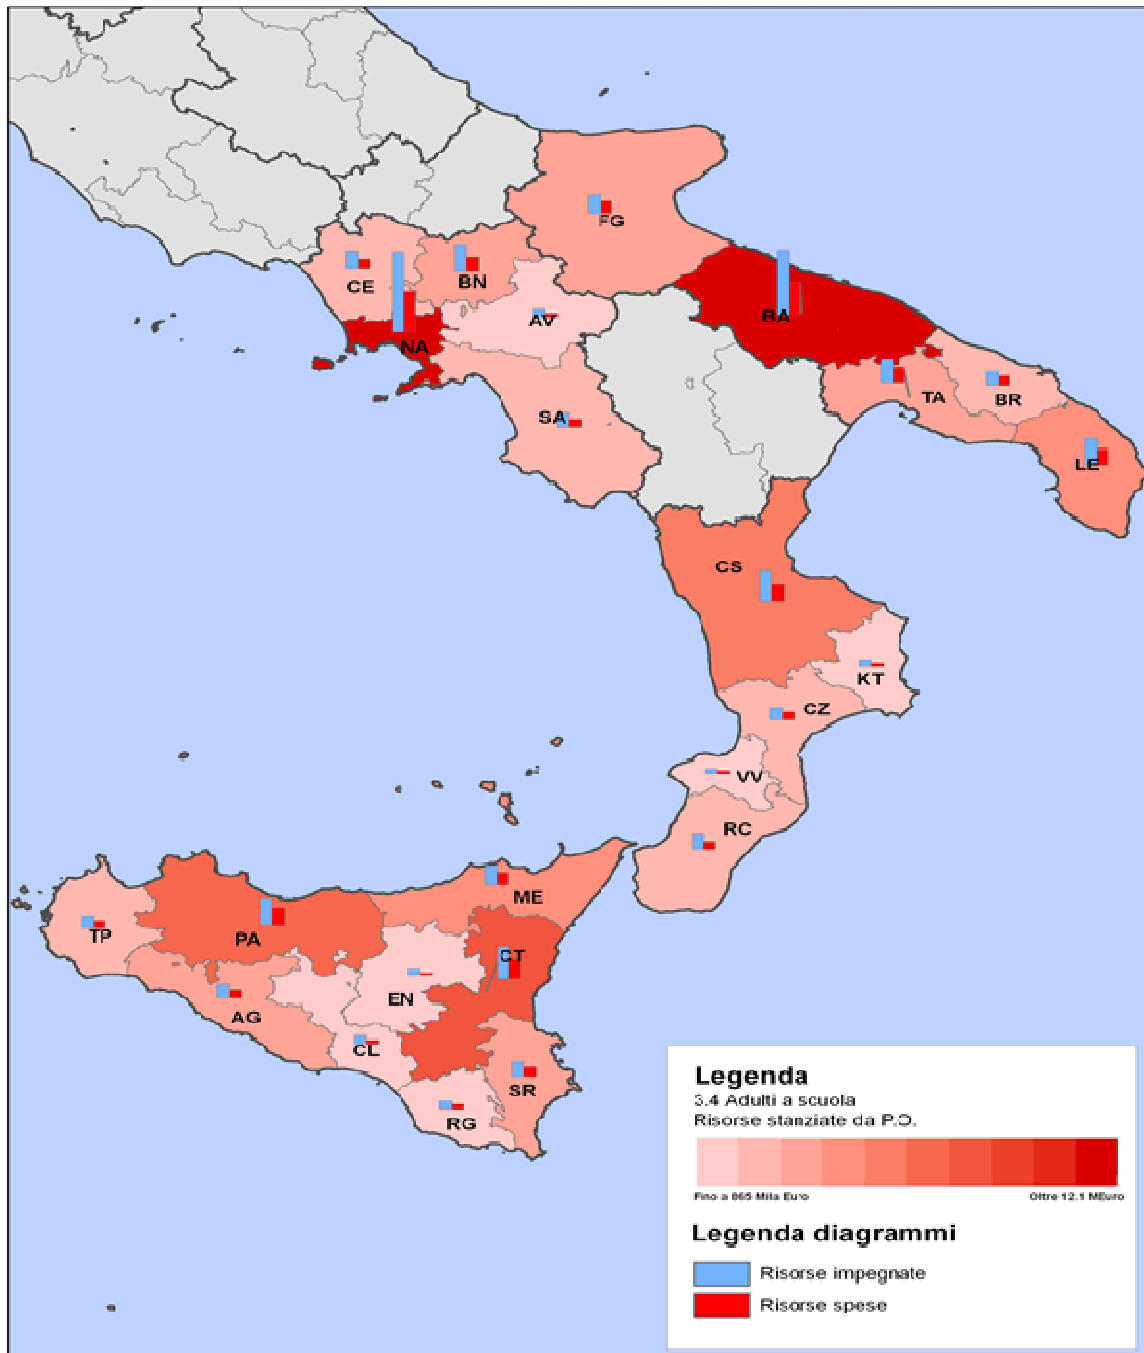 FG
CE
BN
AV
BA
NA
TA
BR
SA
LE
CS
KT
CZ
VV
RC
ME
TP
PA
CT
EN
AG
CL
SR
RG
Legenda
3.4 Adulti a scuola
Risorse stanziate da P.O.
Fino a 865 Mila Euro
Oltre 12.1 MEuro
Legenda diagrammi
Risorse impegnate
Risorse spese